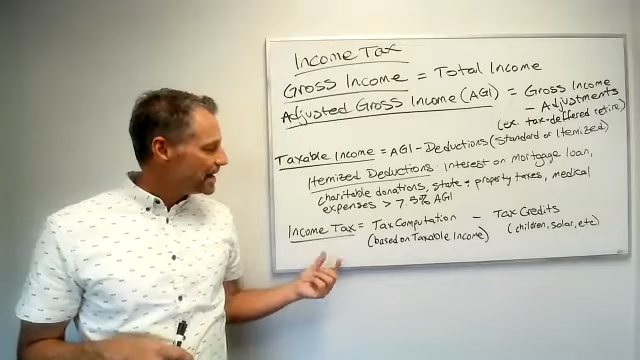 Income Tax
Gross Income = Total Income
Adjusted Gross Income (AGI) = Gross Income
- Adjustments
(ex. tax-deffered retire)
Taxable Income = AGI - Deductions (Standard or Itemized)
Itemized Deductions: interest on mortgage loan,
charitable donations, state + property taxes, medical
expenses > 7.5% AGI
Income Tax = Tax Computation - Tax Credits
(based on Taxable Income) (children, solar, etc)